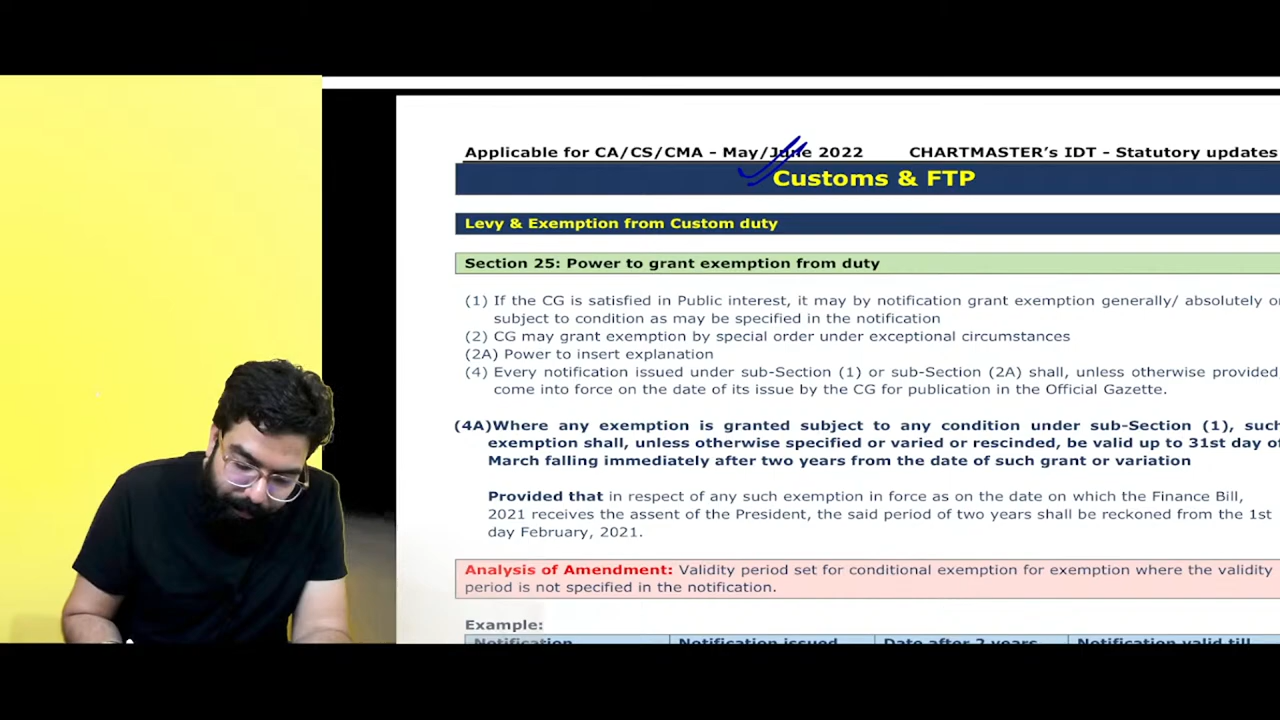 Applicable for CA/CS/CMA - May/June 2022 CHARTMASTER's IDT - Statutory updates
Customs & FTP
Levy & Exemption from Custom duty
Section 25: Power to grant exemption from duty
(1) If the CG is satisfied in Public interest, it may by notification grant exemption generally/ absolutely or
subject to condition as may be specified in the notification
(2) CG may grant exemption by special order under exceptional circumstances
(2A) Power to insert explanation
(4) Every notification issued under sub-Section (1) or sub-Section (2A) shall, unless otherwise provided,
come into force on the date of its issue by the CG for publication in the Official Gazette.
(4A)Where any exemption is granted subject to any condition under sub-Section (1), such
exemption shall, unless otherwise specified or varied or rescinded, be valid up to 31st day of
March falling immediately after two years from the date of such grant or variation
Provided that in respect of any such exemption in force as on the date on which the Finance Bill,
2021 receives the assent of the President, the said period of two years shall be reckoned from the 1st
day February, 2021.
Analysis of Amendment: Validity period set for conditional exemption for exemption where the validity
period is not specified in the notification.
Example:
Notification Notification issued Date after 2 years Notification valid till